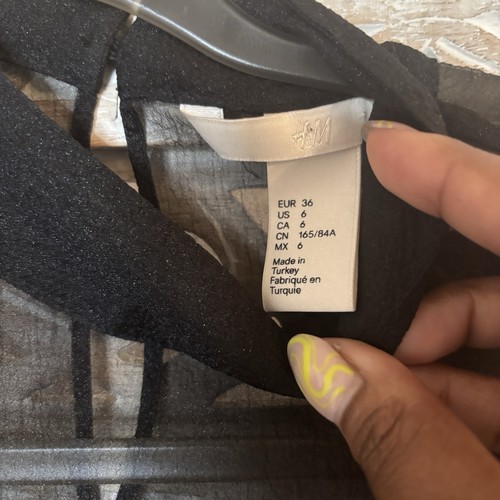 H&M
EUR 36
US 6
CA 6
CN 165/84A
MX 6
Made in
Turkey
Fabriqué en
Turquie